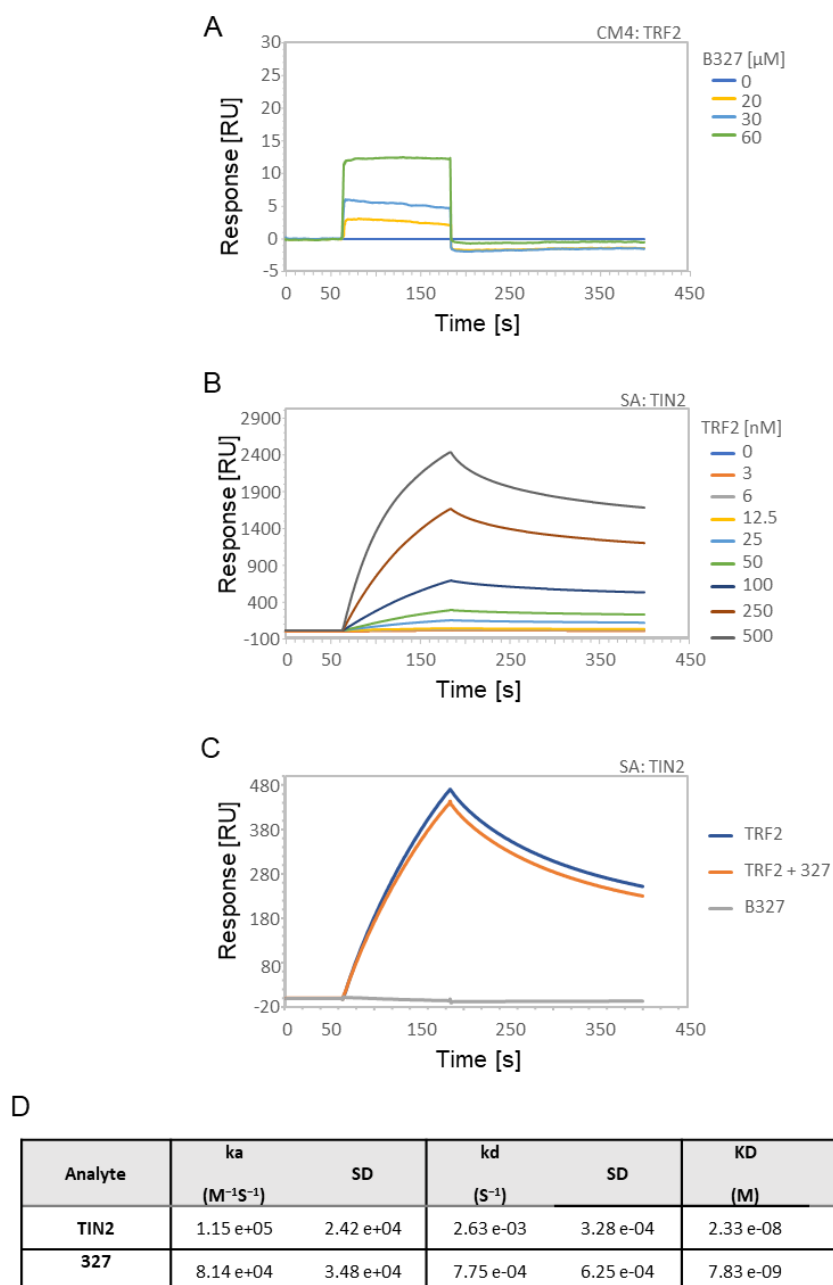 A
CM4: TRF2
B327 [µM]
0
20
30
60
Response [RU]
30
25
20
15
10
5
0
-5
0 50 150 250 350 450
Time [s]
B
SA: TIN2
TRF2 [nM]
0
3
6
12.5
25
50
100
250
500
Response [RU]
2900
2400
1900
1400
900
400
-100
0 50 150 250 350 450
Time [s]
C
SA: TIN2
TRF2
TRF2 + 327
B327
Response [RU]
480
380
280
180
80
-20
0 50 150 250 350 450
Time [s]
D
Analyte ka (M⁻¹S⁻¹) SD kd (S⁻¹) SD KD (M)
TIN2 1.15 e+05 2.42 e+04 2.63 e-03 3.28 e-04 2.33 e-08
327 8.14 e+04 3.48 e+04 7.75 e-04 6.25 e-04 7.83 e-09